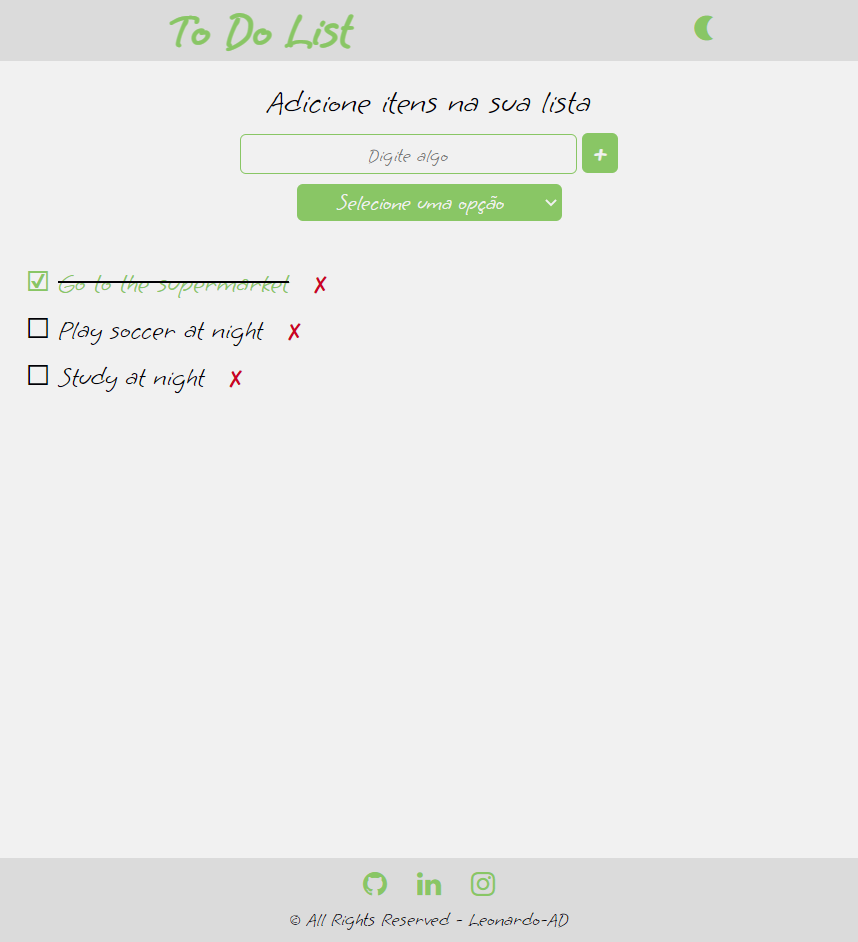 To Do List
Adicione itens na sua lista
Digite algo
+
Selecione uma opção
Go to the supermarket ✗
Play soccer at night ✗
Study at night ✗
© All Rights Reserved - Leonardo-AD